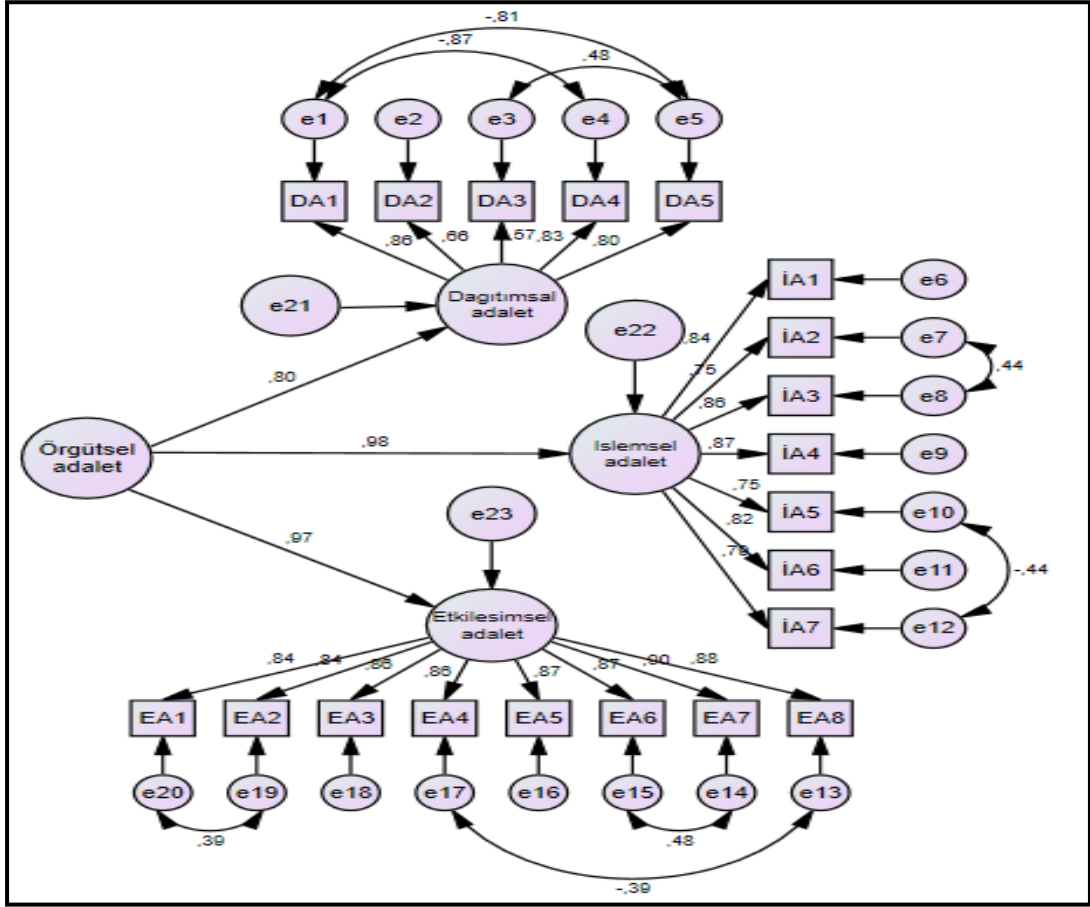 -,81
-,87
,48
e1 e2 e3 e4 e5
DA1 DA2 DA3 DA4 DA5
,86 ,66 ,57 ,83 ,80
e21
Dagıtımsal
adalet
e22
İA1 e6
,84
İA2 e7
,75
,44
,86
İA3 e8
,80
Örgütsel
adalet
,98
Islemsel
adalet
,87
İA4 e9
,75
İA5 e10
,82
-,44
İA6 e11
,79
İA7 e12
e23
,97
Etkilesimsel
adalet
,84 ,84 ,86 ,86 ,87 ,87 ,90 ,88
EA1 EA2 EA3 EA4 EA5 EA6 EA7 EA8
e20 e19 e18 e17 e16 e15 e14 e13
,39
,48
-,39